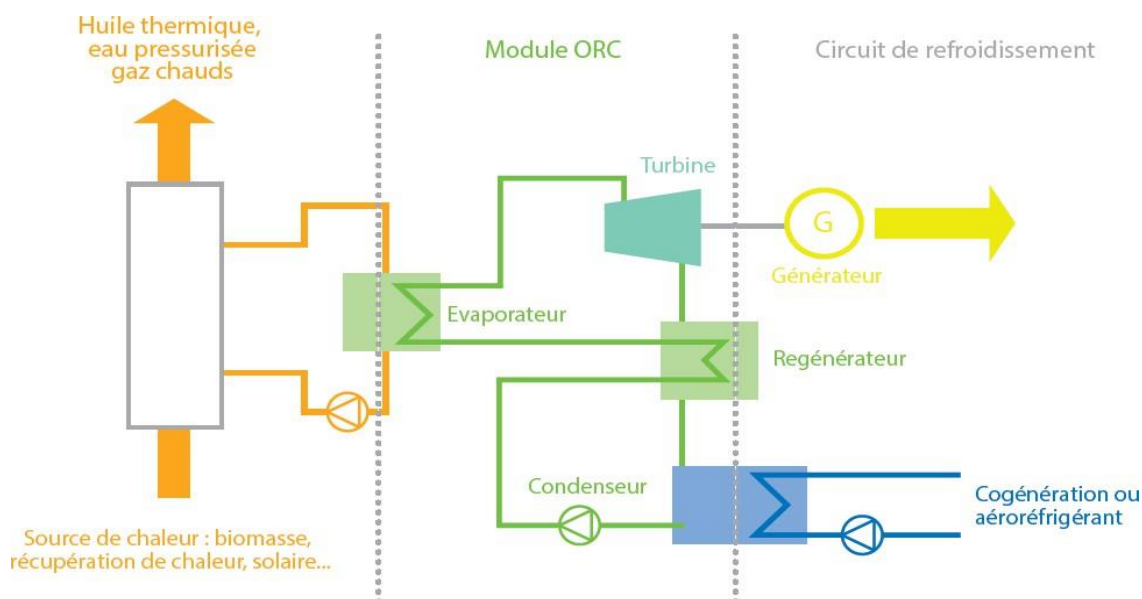 Huile thermique,
eau pressurisée
gaz chauds
Module ORC
Circuit de refroidissement
Turbine
G
Générateur
Evaporateur
Regénérateur
Condenseur
Cogénération ou
aéroréfrigérant
Source de chaleur : biomasse,
récupération de chaleur, solaire...